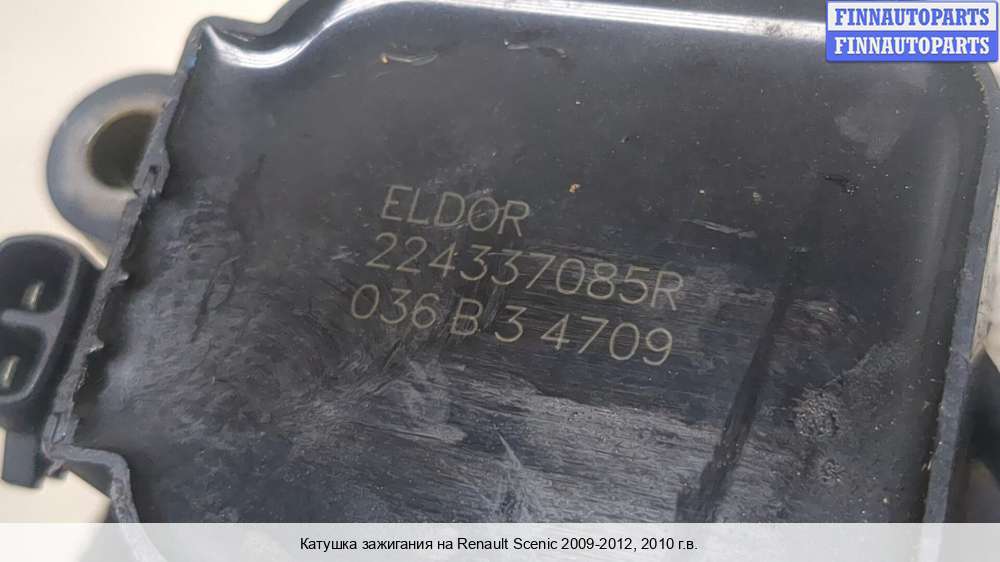 FINNAUTOPARTS
FINNAUTOPARTS
ELDOR
224337085R
036 B 3 4709
Катушка зажигания на Renault Scenic 2009-2012, 2010 г.в.